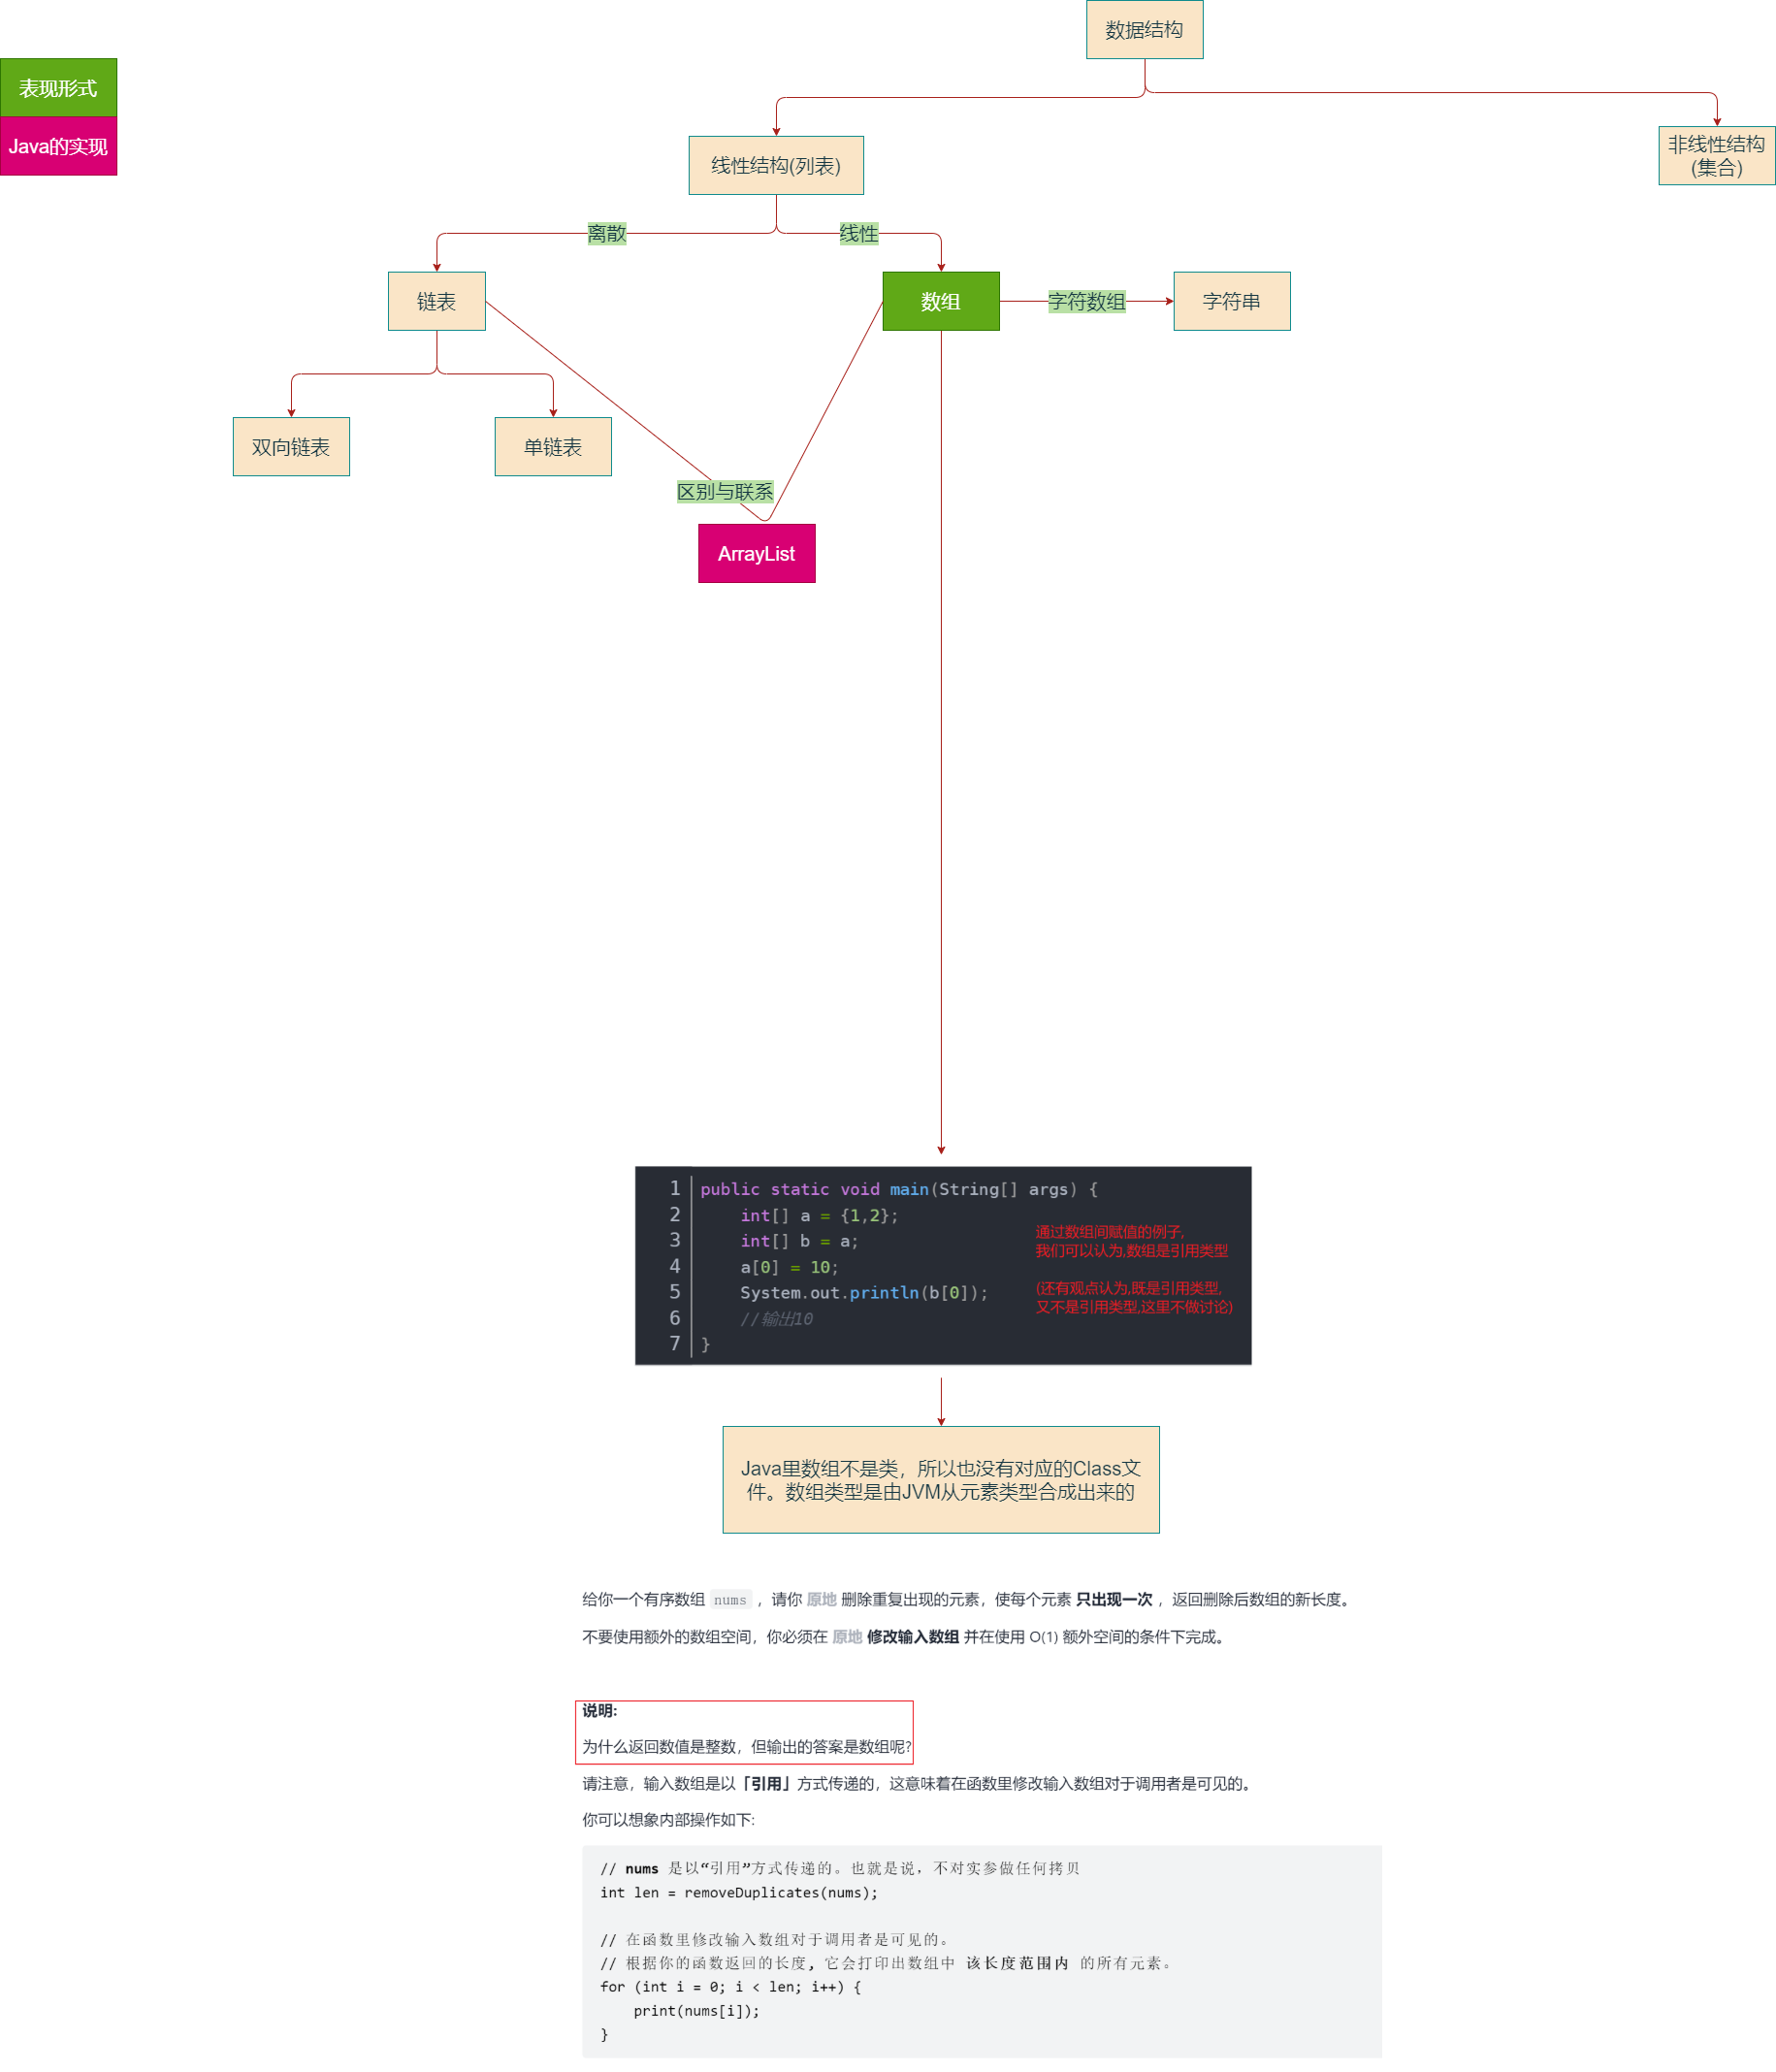 数据结构
表现形式
Java的实现
线性结构(列表)
非线性结构
(集合)
离散
线性
链表
数组
字符数组
字符串
双向链表
单链表
区别与联系
ArrayList
1 public static void main(String[] args) {
2     int[] a = {1,2};
3     int[] b = a;
4     a[0] = 10;
5     System.out.println(b[0]);
6     //输出10
7 }
通过数组间赋值的例子,
我们可以认为,数组是引用类型
(还有观点认为,既是引用类型,
又不是引用类型,这里不做讨论)
Java里数组不是类，所以也没有对应的Class文
件。数组类型是由JVM从元素类型合成出来的
给你一个有序数组 nums ，请你 原地 删除重复出现的元素，使每个元素 只出现一次 ，返回删除后数组的新长度。
不要使用额外的数组空间，你必须在 原地 修改输入数组 并在使用 O(1) 额外空间的条件下完成。
说明:
为什么返回数值是整数，但输出的答案是数组呢?
请注意，输入数组是以「引用」方式传递的，这意味着在函数里修改输入数组对于调用者是可见的。
你可以想象内部操作如下:
// nums 是以“引用”方式传递的。也就是说，不对实参做任何拷贝
int len = removeDuplicates(nums);
// 在函数里修改输入数组对于调用者是可见的。
// 根据你的函数返回的长度, 它会打印出数组中 该长度范围内 的所有元素。
for (int i = 0; i < len; i++) {
    print(nums[i]);
}